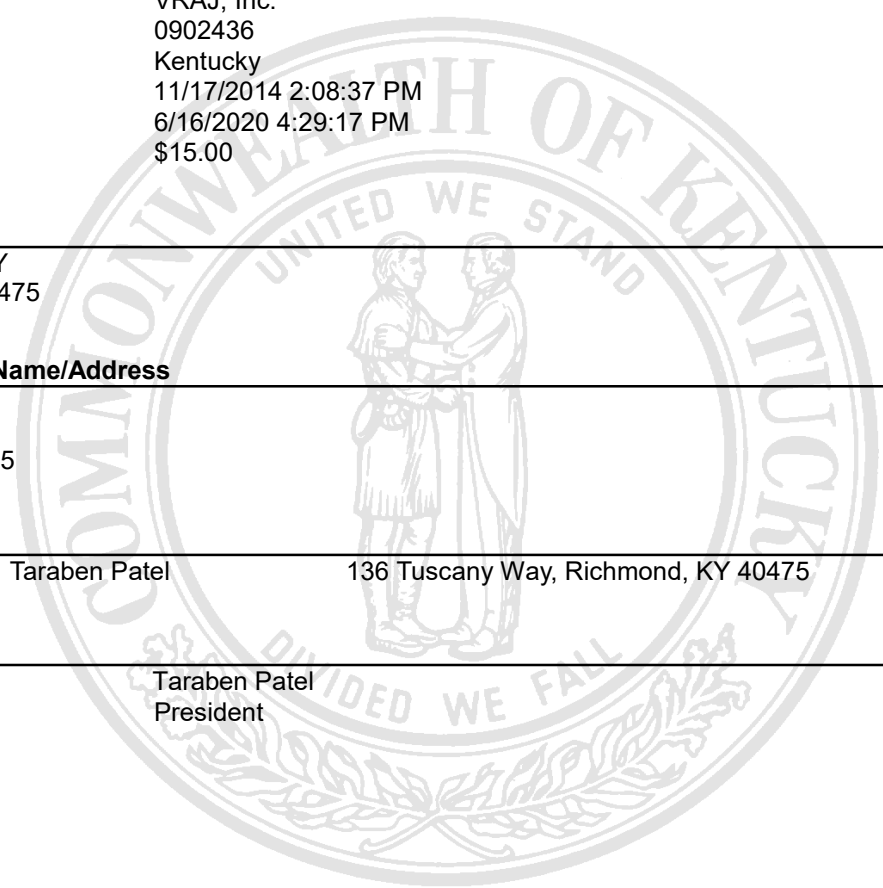 VRAJ, Inc.
0902436
Kentucky
11/17/2014 2:08:37 PM
6/16/2020 4:29:17 PM
$15.00
COMMONWEALTH OF KENTUCKY
UNITED WE STAND
Y
475
Name/Address
5
Taraben Patel 136 Tuscany Way, Richmond, KY 40475
Taraben Patel
President
DIVIDED WE FALL